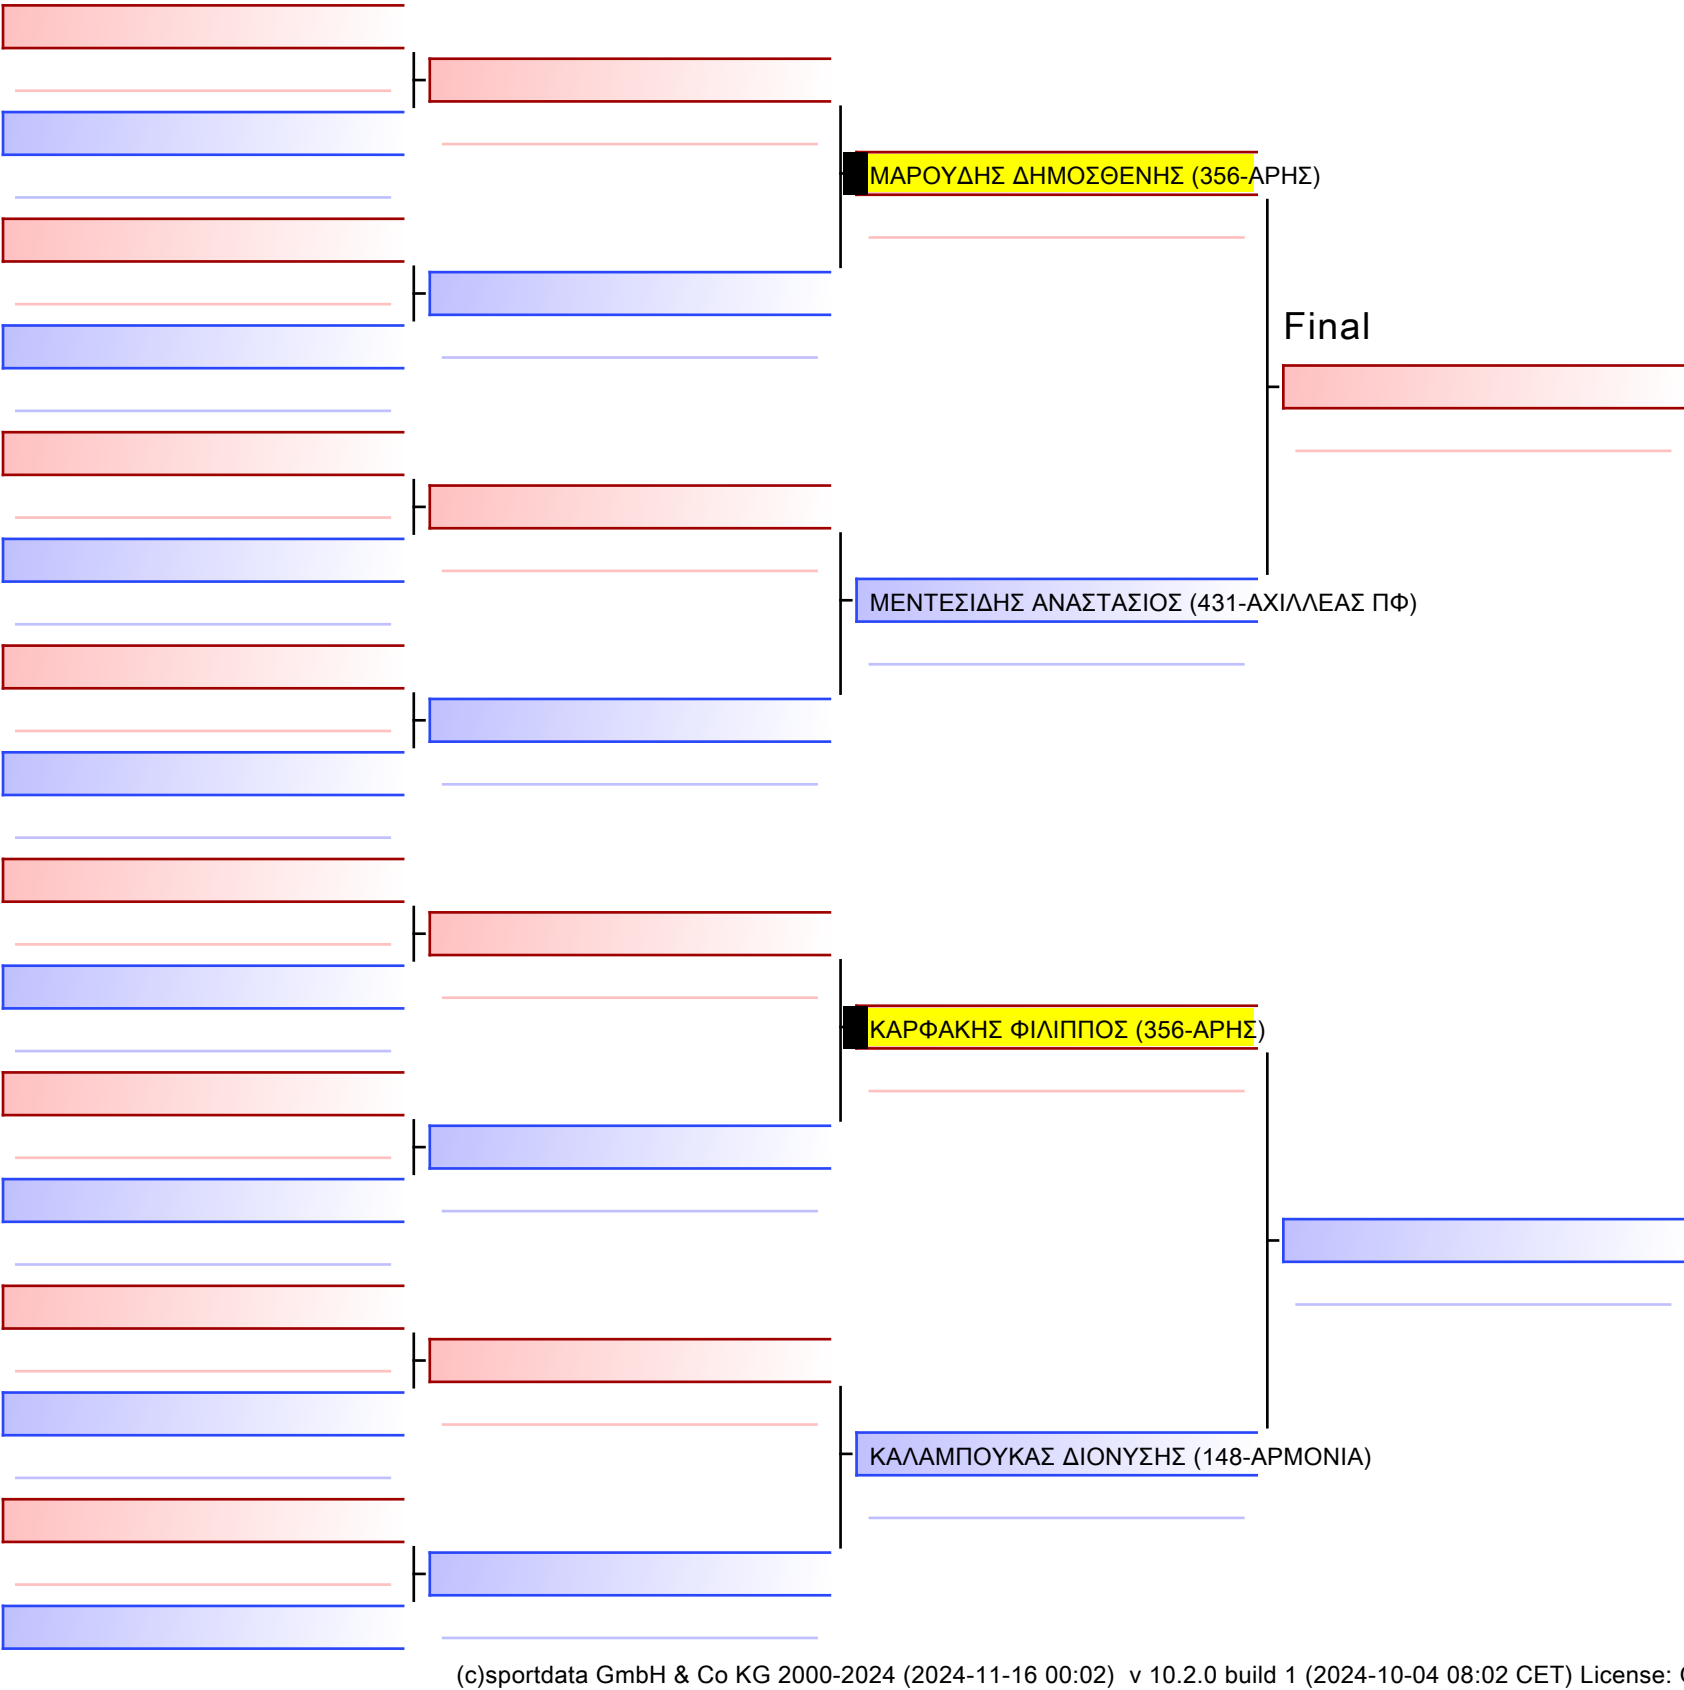 ΜΑΡΟΥΔΗΣ ΔΗΜΟΣΘΕΝΗΣ (356-ΑΡΗΣ)
Final
ΜΕΝΤΕΣΙΔΗΣ ΑΝΑΣΤΑΣΙΟΣ (431-ΑΧΙΛΛΕΑΣ ΠΦ)
ΚΑΡΦΑΚΗΣ ΦΙΛΙΠΠΟΣ (356-ΑΡΗΣ)
ΚΑΛΑΜΠΟΥΚΑΣ ΔΙΟΝΥΣΗΣ (148-ΑΡΜΟΝΙΑ)
(c)sportdata GmbH & Co KG 2000-2024 (2024-11-16 00:02) v 10.2.0 build 1 (2024-10-04 08:02 CET) License: